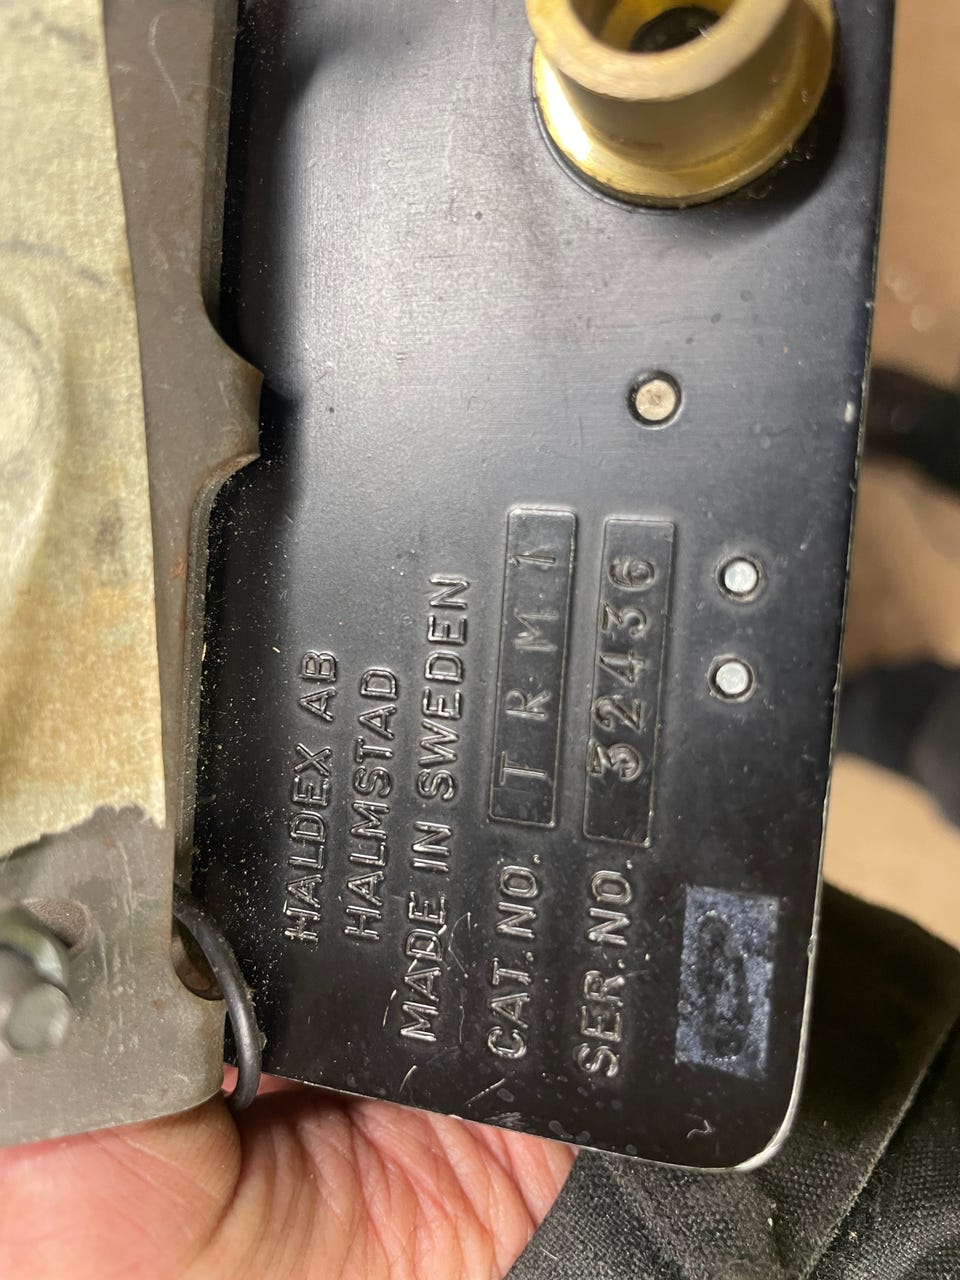 HALDEX AB
HALMSTAD
MADE IN SWEDEN
CAT.NO. TRM1
SER.NO. 32436